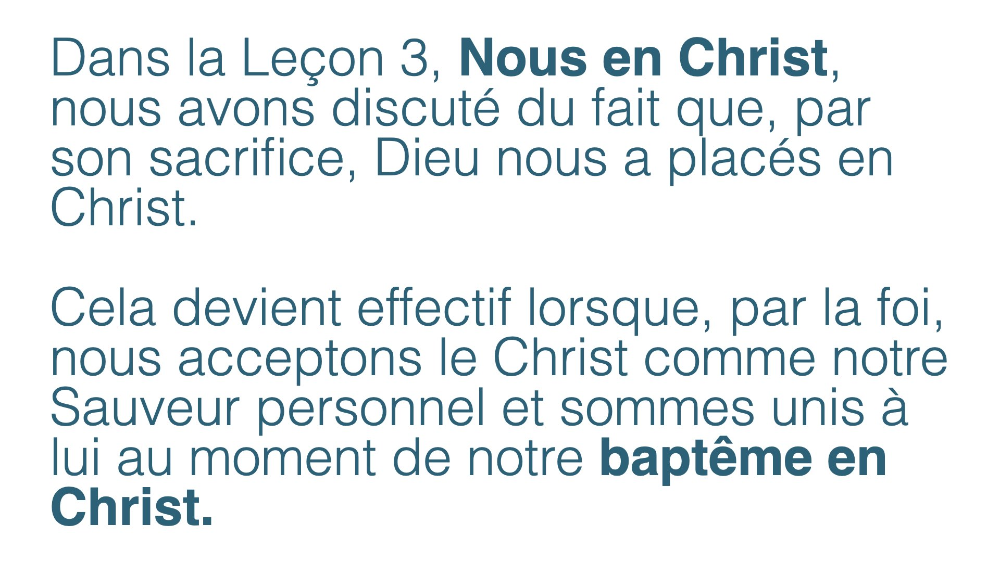 Dans la Leçon 3, Nous en Christ,
nous avons discuté du fait que, par
son sacrifice, Dieu nous a placés en
Christ.
Cela devient effectif lorsque, par la foi,
nous acceptons le Christ comme notre
Sauveur personnel et sommes unis à
lui au moment de notre baptême en
Christ.